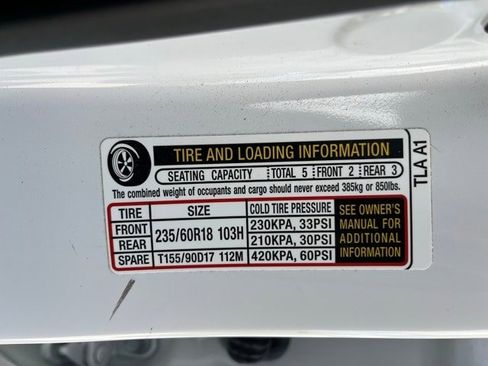 TIRE AND LOADING INFORMATION
SEATING CAPACITY TOTAL 5 FRONT 2 REAR 3
The combined weight of occupants and cargo should never exceed 385kg or 850lbs.
TIRE SIZE COLD TIRE PRESSURE
FRONT 235/60R18 103H 230KPA, 33PSI
REAR 210KPA, 30PSI
SPARE T155/90D17 112M 420KPA, 60PSI
SEE OWNER'S
MANUAL FOR
ADDITIONAL
INFORMATION
TLA A1